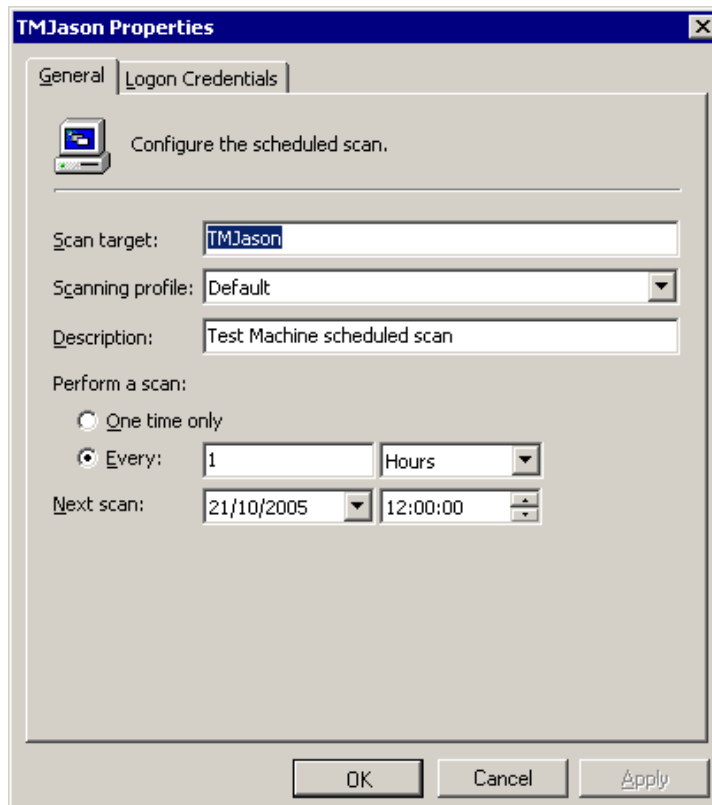 TMJason Properties
General Logon Credentials
Configure the scheduled scan.
Scan target: TMJason
Scanning profile: Default
Description: Test Machine scheduled scan
Perform a scan:
One time only
Every: 1 Hours
Next scan: 21/10/2005 12:00:00
OK Cancel Apply